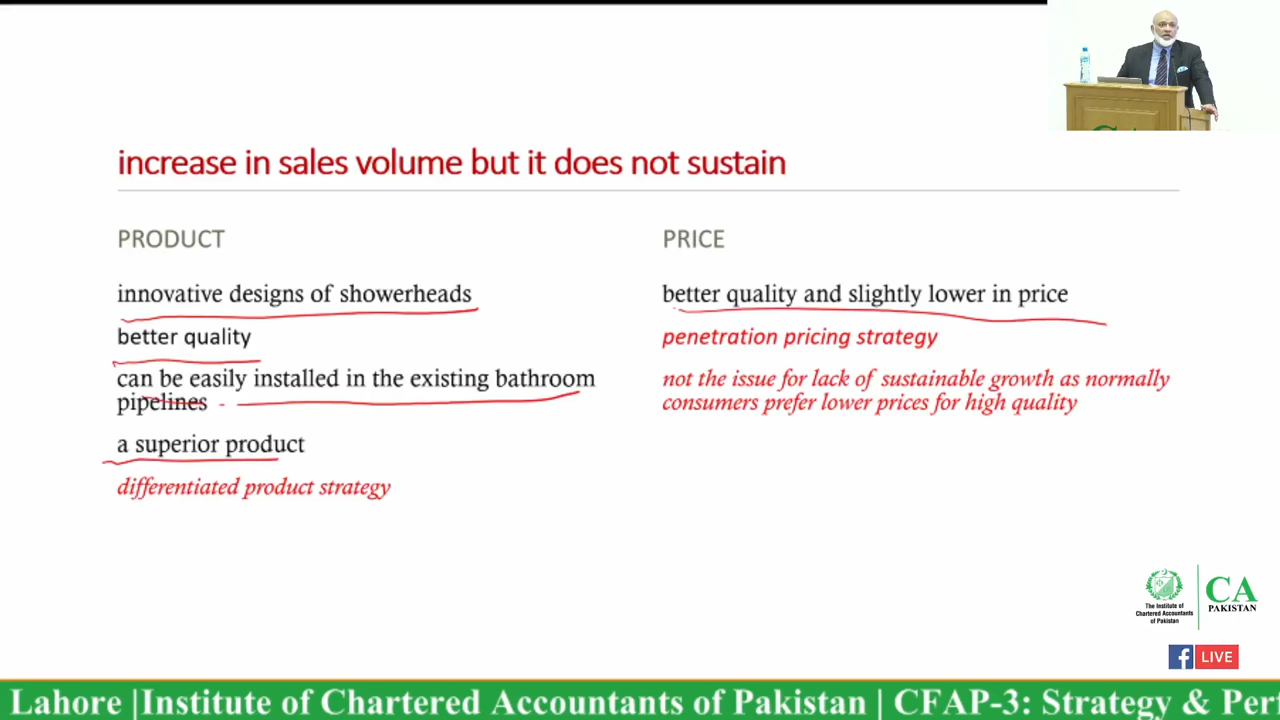 increase in sales volume but it does not sustain
PRODUCT
innovative designs of showerheads
better quality
can be easily installed in the existing bathroom
pipelines
a superior product
differentiated product strategy
PRICE
better quality and slightly lower in price
penetration pricing strategy
not the issue for lack of sustainable growth as normally
consumers prefer lower prices for high quality
The Institute of
Chartered Accountants
of Pakistan
CA
PAKISTAN
f LIVE
Lahore |Institute of Chartered Accountants of Pakistan | CFAP-3: Strategy & Per